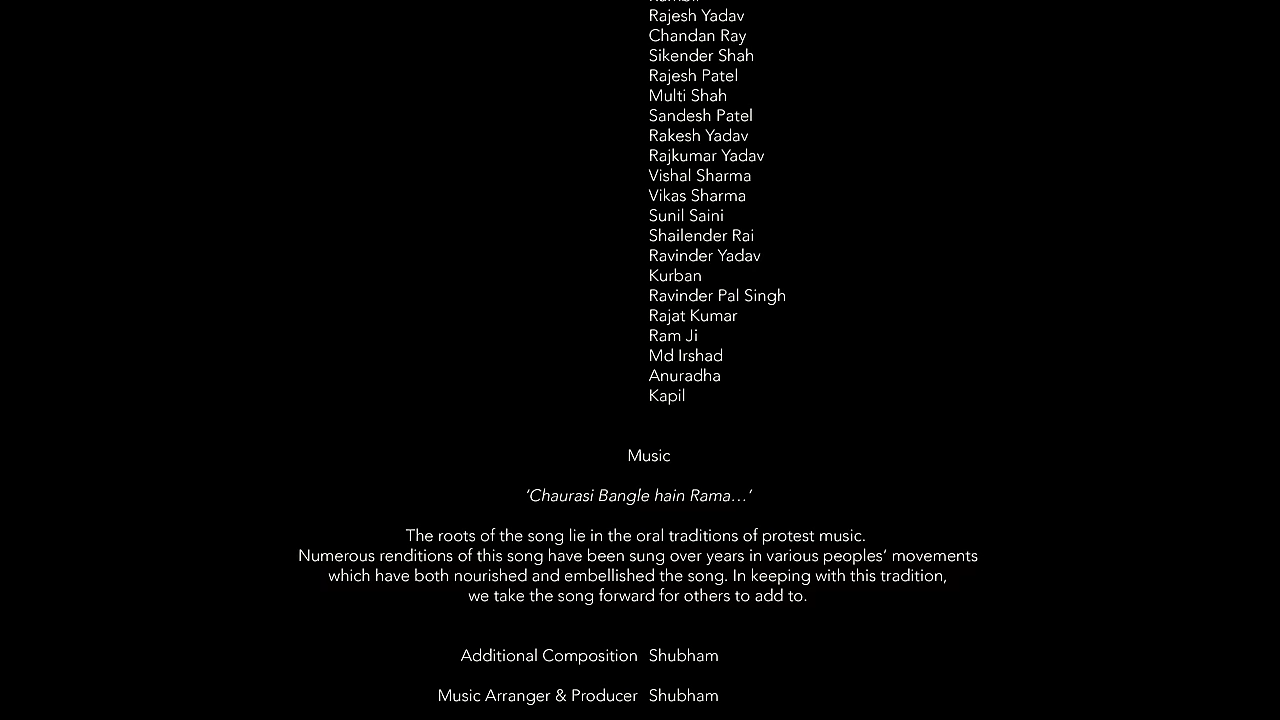 Rajesh Yadav
Chandan Ray
Sikender Shah
Rajesh Patel
Multi Shah
Sandesh Patel
Rakesh Yadav
Rajkumar Yadav
Vishal Sharma
Vikas Sharma
Sunil Saini
Shailender Rai
Ravinder Yadav
Kurban
Ravinder Pal Singh
Rajat Kumar
Ram Ji
Md Irshad
Anuradha
Kapil
Music
‘Chaurasi Bangle hain Rama…’
The roots of the song lie in the oral traditions of protest music.
Numerous renditions of this song have been sung over years in various peoples’ movements
which have both nourished and embellished the song. In keeping with this tradition,
we take the song forward for others to add to.
Additional Composition Shubham
Music Arranger & Producer Shubham